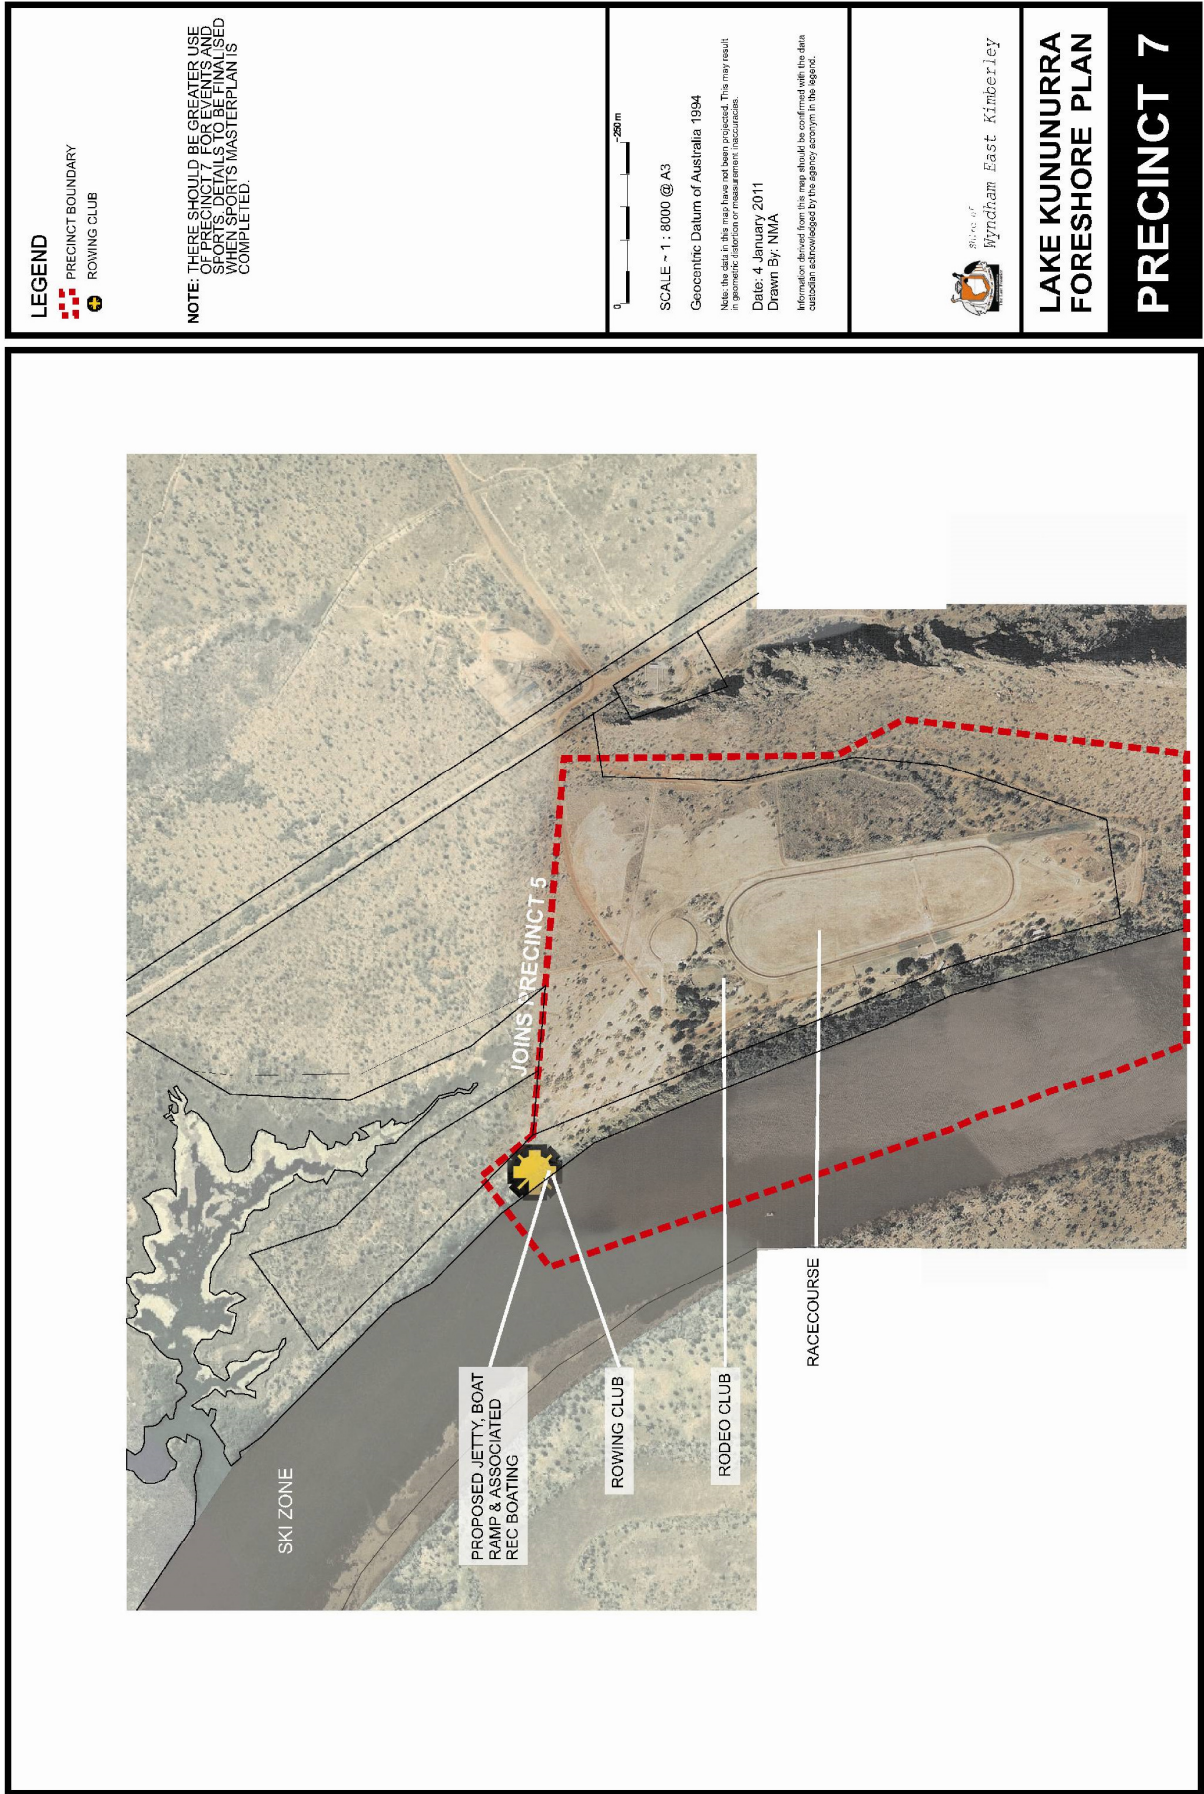 LEGEND
PRECINCT BOUNDARY
ROWING CLUB
NOTE: THERE SHOULD BE GREATER USE
OF PRECINCT 7 FOR EVENTS AND
SPORTS. DETAILS TO BE FINALISED
WHEN SPORTS MASTERPLAN IS
COMPLETED.
0 250 m
SCALE ~ 1 : 8000 @ A3
Geocentric Datum of Australia 1994
Note: the data in this map have not been projected. This may result
in geometric distortion or measurement inaccuracies.
Date: 4 January 2011
Drawn By: NMA
Information derived from this map should be confirmed with the data
custodian acknowledged by the agency acronym in the legend.
Shire of
Wyndham East Kimberley
LAKE KUNUNURRA
FORESHORE PLAN
PRECINCT 7
JOINS PRECINCT 5
SKI ZONE
PROPOSED JETTY, BOAT
RAMP & ASSOCIATED
REC BOATING
ROWING CLUB
RODEO CLUB
RACECOURSE